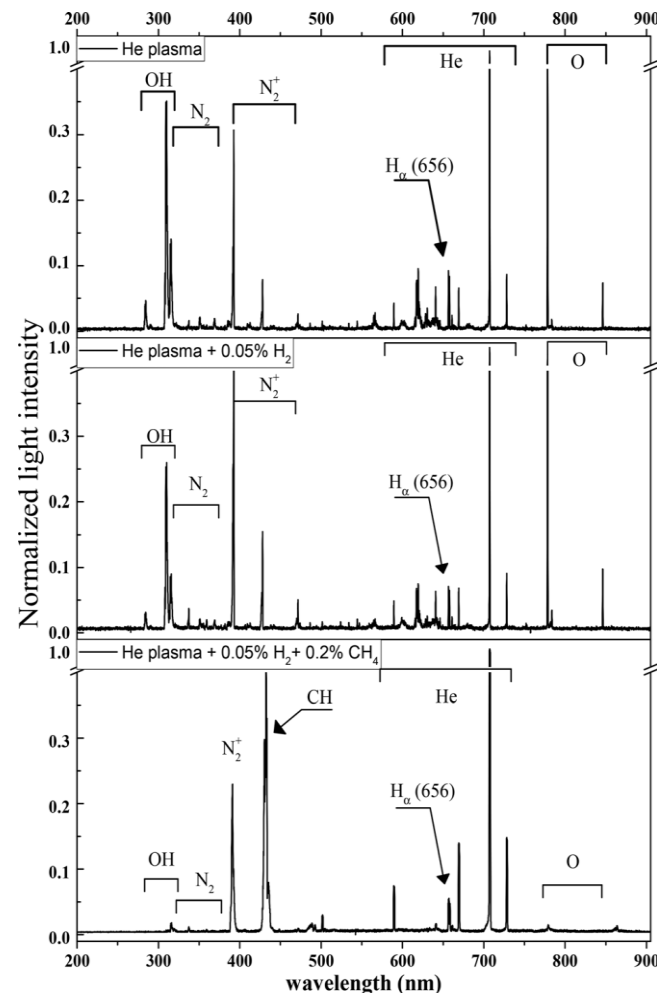 200 300 400 500 600 700 800 900
1.0
He plasma
OH
N2
N2+
He
O
0.3
Hα (656)
0.2
0.1
0.0
1.0
He plasma + 0.05% H2
He
O
N2+
OH
0.3
N2
Hα (656)
0.2
0.1
0.0
1.0
He plasma + 0.05% H2+ 0.2% CH4
He
CH
0.3
N2+
Hα (656)
0.2
OH
N2
O
0.1
0.0
200 300 400 500 600 700 800 900
wavelength (nm)
Normalized light intensity